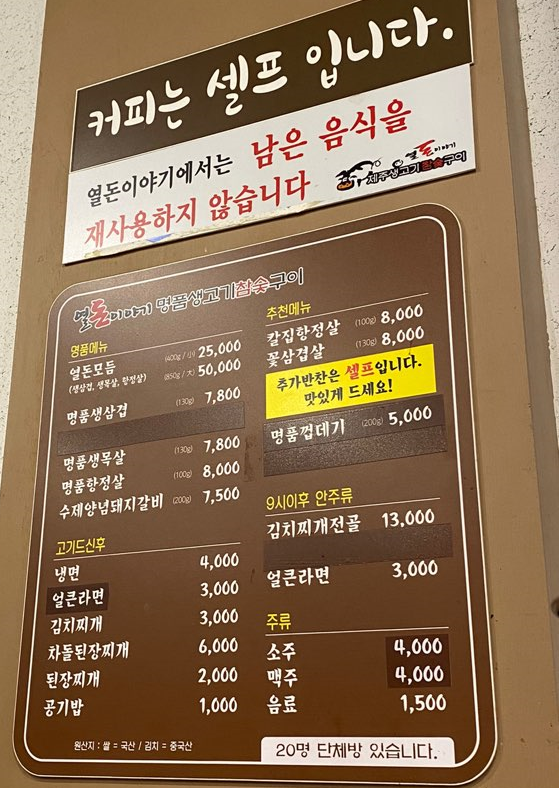 커피는 셀프 입니다.
열돈이야기에서는 남은 음식을
재사용하지 않습니다
열돈이야기
제주생고기참숯구이
열돈이야기 명품생고기참숯구이
명품메뉴
열돈모듬 (400g / 小) 25,000
(생삼겹, 생목살, 항정살) (850g / 大) 50,000
명품생삼겹 (130g) 7,800
명품생목살 (130g) 7,800
명품항정살 (100g) 8,000
수제양념돼지갈비 (200g) 7,500
고기드신후
냉면 4,000
얼큰라면 3,000
김치찌개 3,000
차돌된장찌개 6,000
된장찌개 2,000
공기밥 1,000
원산지 : 쌀 = 국산 / 김치 = 중국산
추천메뉴
칼집항정살 (100g) 8,000
꽃삼겹살 (130g) 8,000
추가반찬은 셀프입니다.
맛있게 드세요!
명품껍데기 (200g) 5,000
9시이후 안주류
김치찌개전골 13,000
얼큰라면 3,000
주류
소주 4,000
맥주 4,000
음료 1,500
20명 단체방 있습니다.